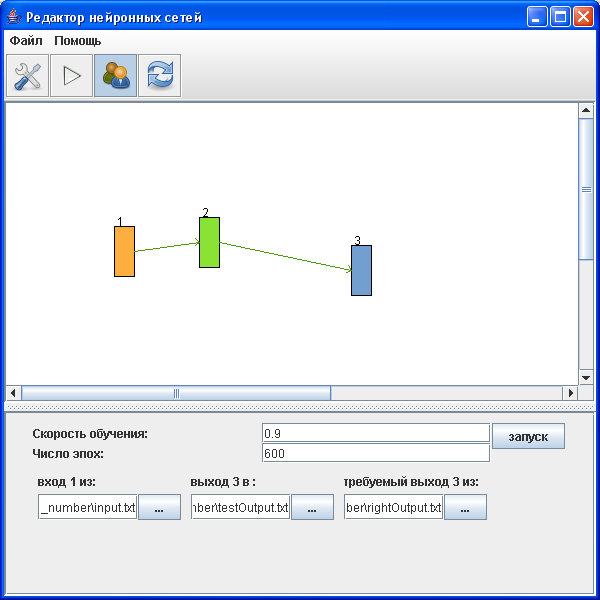 Редактор нейронных сетей
Файл Помощь
1
2
3
Скорость обучения: 0.9 запуск
Число эпох: 600
вход 1 из: выход 3 в : требуемый выход 3 из:
_number\input.txt ... nber\testOutput.txt ... ber\rightOutput.txt ...